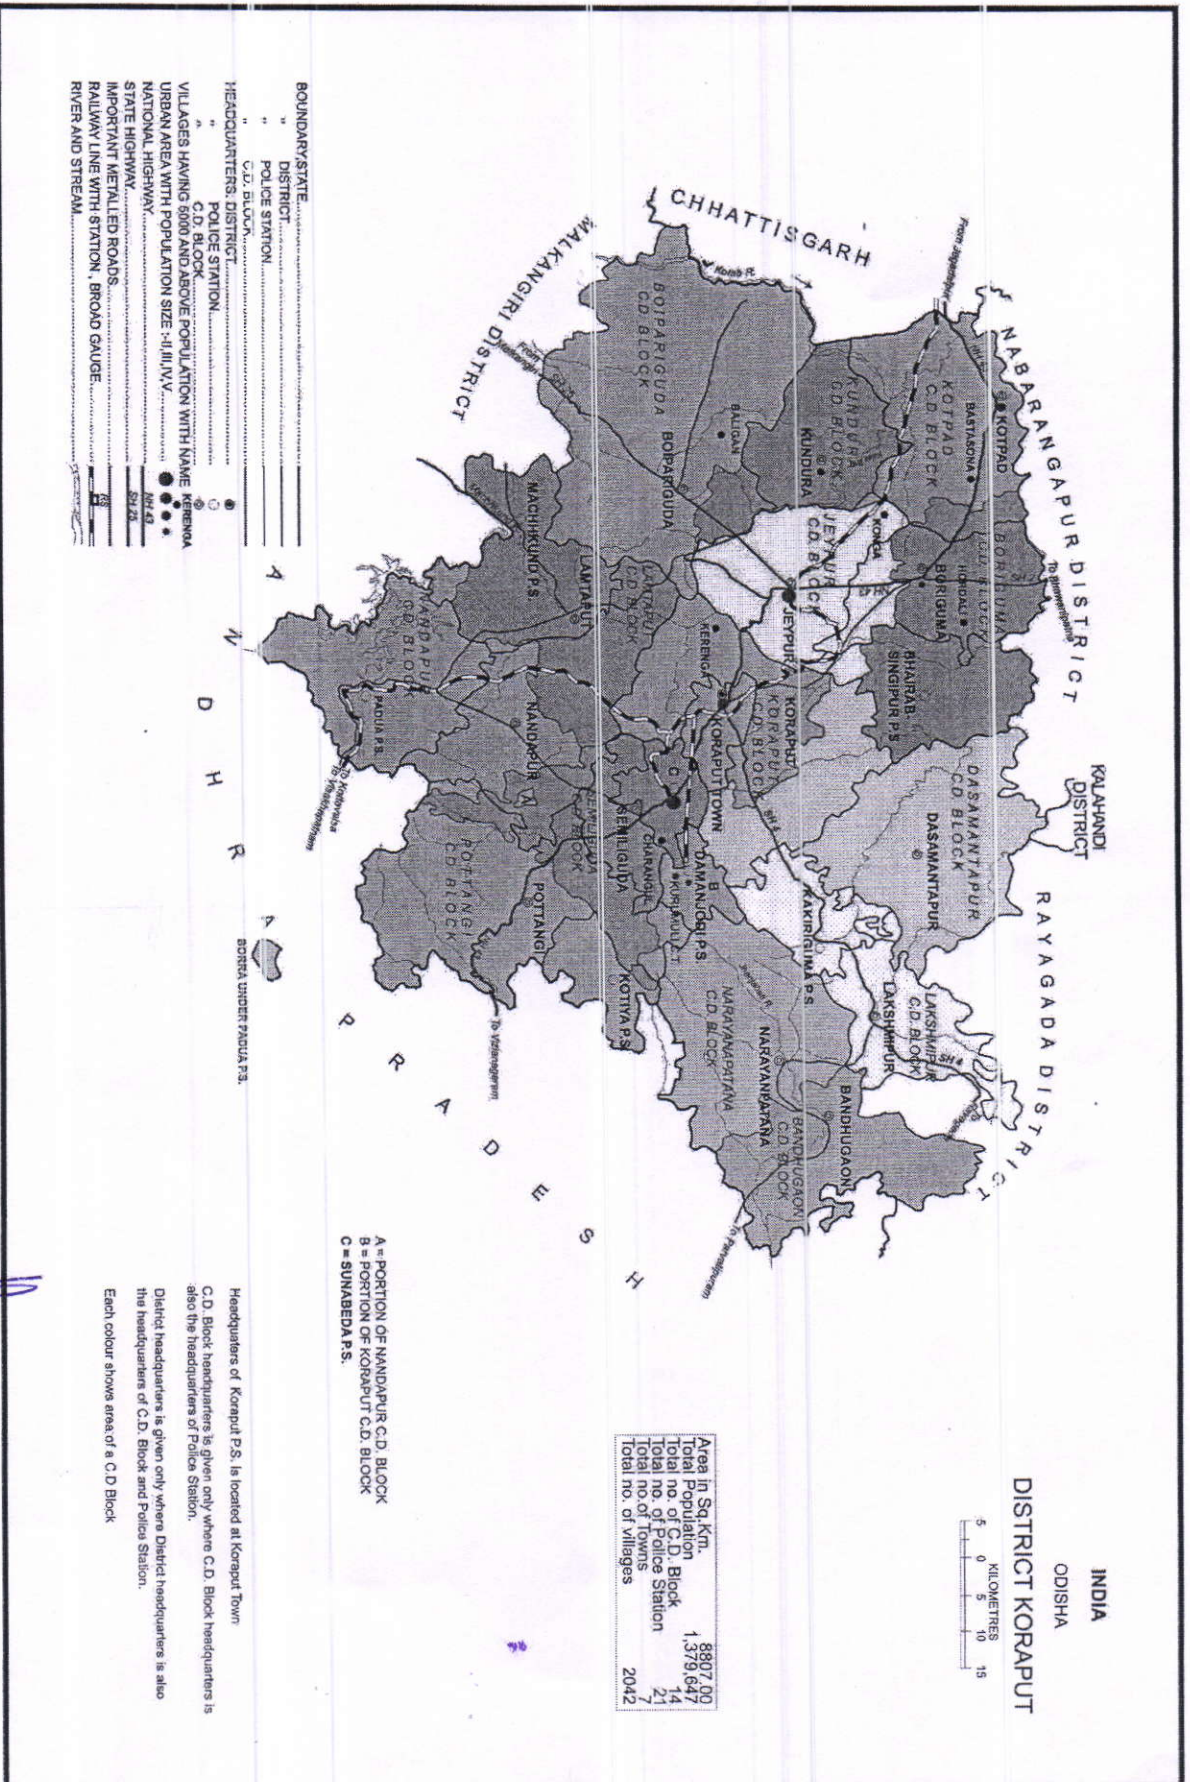 INDIA
ODISHA
DISTRICT KORAPUT
KILOMETRES
5 0 5 10 15
Area in Sq.Km. 8807.00
Total Population 1,379,647
Total no. of C.D. Block 14
Total no. of Police Station 21
Total no. of Towns 7
Total no. of villages 2042
NABARANGAPUR DISTRICT
KALAHANDI
DISTRICT
RAYAGADA DISTRICT
CHHATTISGARH
MALKANGIRI DISTRICT
ANDHRA PRADESH
KOTPAD
KOTPAD
C.D. BLOCK
BASTASONA
BORIGUMA
HORDALI
BHAIRAB
SINGIPUR P.S
DASAMANTAPUR
C.D. BLOCK
DASAMANTAPUR
KUNDURA
C.D. BLOCK
KUNDURA
JEYPUR
C.D. BLOCK
JEYPUR
BOIPARIGUDA
C.D. BLOCK
BOIPARIGUDA
BALIGAN
Kolab R.
KORAPUT
KORAPUT
C.D. BLOCK
KORAPUT TOWN
KERENGA
SH 4
KAKIRIGUMA P.S
LAKSHMIPUR
C.D. BLOCK
LAKSHMIPUR
SH 4
LAMTAPUT
C.D. BLOCK
LAMTAPUT
MACHHKUND P.S
C
B
DAMANJORI P.S.
CHARANGUL
SEMILIGUDA
KOTIYA P.S
NARAYANAPATANA
C.D. BLOCK
NARAYANPATANA
BANDHUGAON
BANDHUGAON
C.D. BLOCK
To Parvatipuram
NANDAPUR
C.D. BLOCK
NANDAPUR
A
PADUA P.S.
POTTANGI
C.D. BLOCK
POTTANGI
To Vizianagaram
BORRA UNDER PADUA P.S.
A = PORTION OF NANDAPUR C.D. BLOCK
B = PORTION OF KORAPUT C.D. BLOCK
C = SUNABEDA P.S.
BOUNDARY,STATE
" DISTRICT
" POLICE STATION
" C.D. BLOCK
HEADQUARTERS: DISTRICT
" POLICE STATION
" C.D. BLOCK
VILLAGES HAVING 5000 AND ABOVE POPULATION WITH NAME KERENGA
URBAN AREA WITH POPULATION SIZE :-II,III,IV,V
NATIONAL HIGHWAY NH 43
STATE HIGHWAY SH 25
IMPORTANT METALLED ROADS
RAILWAY LINE WITH STATION, BROAD GAUGE RS
RIVER AND STREAM
Headquaters of Koraput P.S. is located at Koraput Town
C.D. Block headquarters is given only where C.D. Block headquarters is
also the headquarters of Police Station.
District headquarters is given only where District headquarters is also
the headquarters of C.D. Block and Police Station.
Each colour shows area of a C.D Block